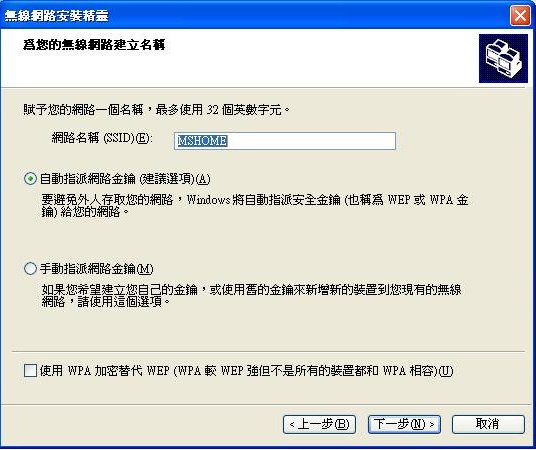 無線網路安裝精靈
為您的無線網路建立名稱
賦予您的網路一個名稱，最多使用 32 個英數字元。
網路名稱 (SSID)(E): MSHOME
自動指派網路金鑰 (建議選項)(A)
要避免外人存取您的網路，Windows將自動指派安全金鑰 (也稱為 WEP 或 WPA 金
鑰) 給您的網路。
手動指派網路金鑰(M)
如果您希望建立您自己的金鑰，或使用舊的金鑰來新增新的裝置到您現有的無線
網路，請使用這個選項。
使用 WPA 加密替代 WEP (WPA 較 WEP 強但不是所有的裝置都和 WPA 相容)(U)
< 上一步(B) 下一步(N) > 取消